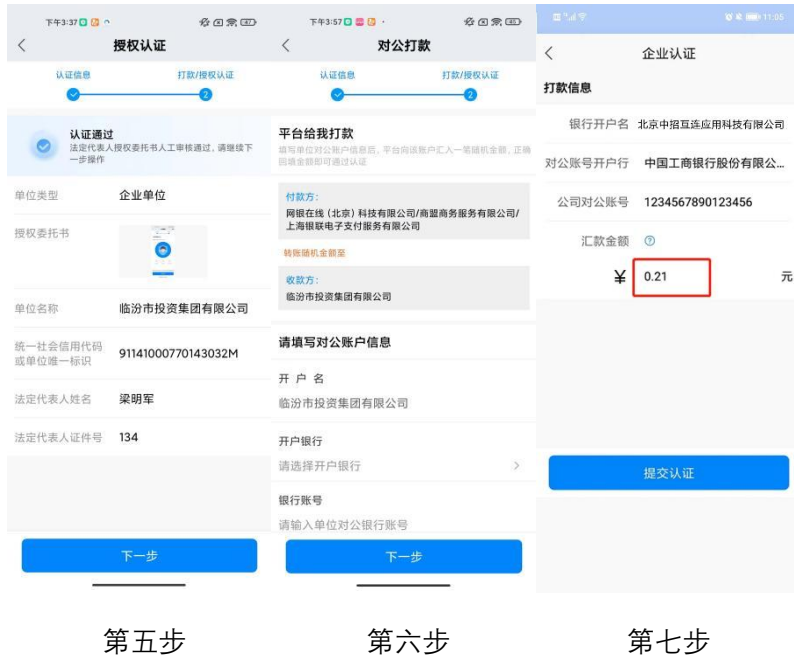 下午3:37
授权认证
认证信息
打款/授权认证
2
认证通过
法定代表人授权委托书人工审核通过，请继续下
一步操作
单位类型 企业单位
授权委托书
单位名称 临汾市投资集团有限公司
统一社会信用代码
或单位唯一标识
91141000770143032M
法定代表人姓名 梁明军
法定代表人证件号 134
下一步
第五步
下午3:57
对公打款
认证信息
打款/授权认证
2
平台给我打款
填写单位对公账户信息后，平台向该账户汇入一笔随机金额，正确
回填金额即可通过认证
付款方：
网银在线（北京）科技有限公司/商盟商务服务有限公司/
上海银联电子支付服务有限公司
转账随机金额至
收款方：
临汾市投资集团有限公司
请填写对公账户信息
开 户 名
临汾市投资集团有限公司
开户银行
请选择开户银行
银行账号
请输入单位对公银行账号
下一步
第六步
11:05
企业认证
打款信息
银行开户名 北京中招互连应用科技有限公司
对公账号开户行 中国工商银行股份有限公...
公司对公账号 1234567890123456
汇款金额
¥ 0.21 元
提交认证
第七步